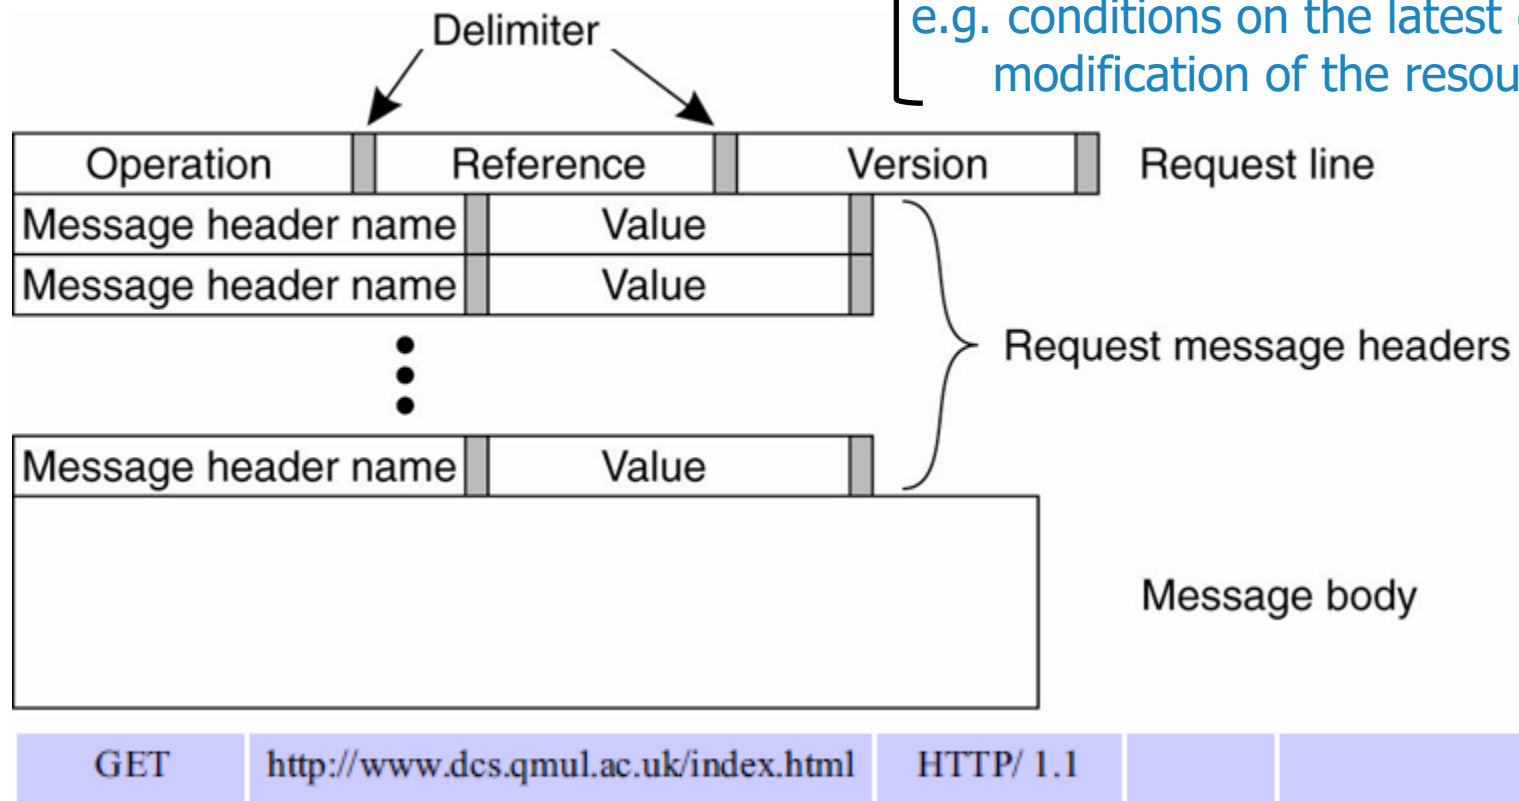 e.g. conditions on the latest
modification of the
Delimiter
Operation Reference Version Request line
Message header name Value
Message header name Value
Request message headers
Message header name Value
Message body
GET http://www.dcs.qmul.ac.uk/index.html HTTP/ 1.1